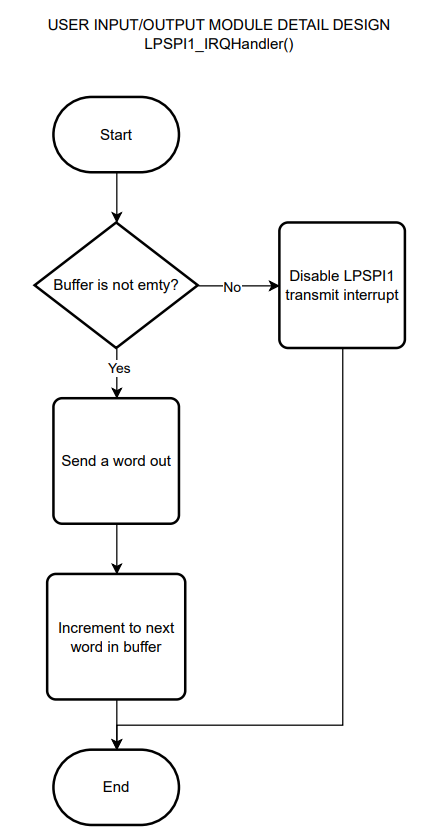 USER INPUT/OUTPUT MODULE DETAIL DESIGN
LPSPI1_IRQHandler()
Start
Buffer is not emty?
No
Disable LPSPI1
transmit interrupt
Yes
Send a word out
Increment to next
word in buffer
End